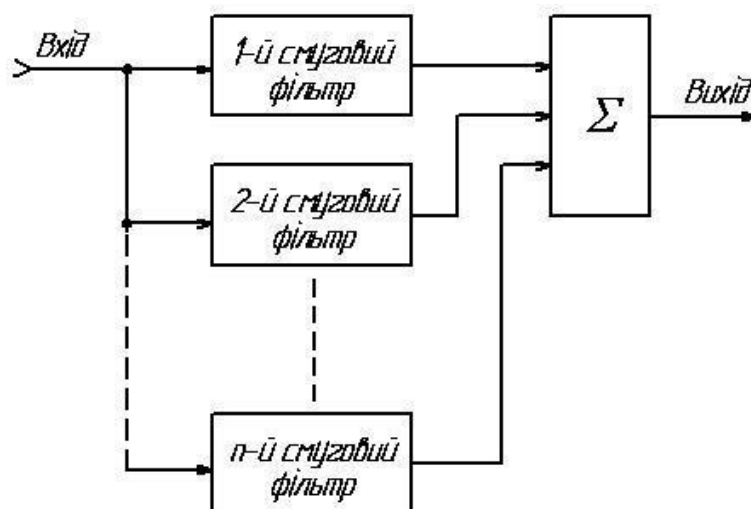 Вхід
1-й смуговий
фільтр
Σ
Вихід
2-й смуговий
фільтр
n-й смуговий
фільтр